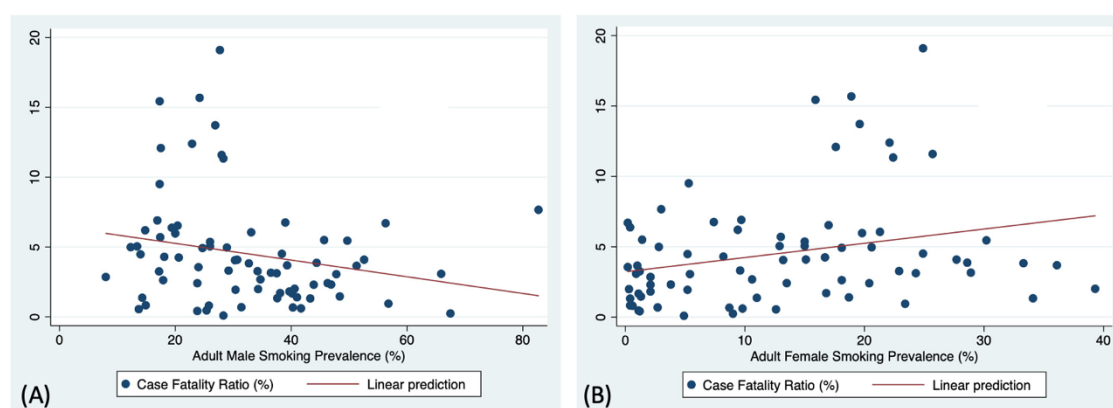 20
15
10
5
0
0 20 40 60 80
Adult Male Smoking Prevalence (%)
Case Fatality Ratio (%) Linear prediction
(A)
20
15
10
5
0
0 10 20 30 40
Adult Female Smoking Prevalence (%)
Case Fatality Ratio (%) Linear prediction
(B)